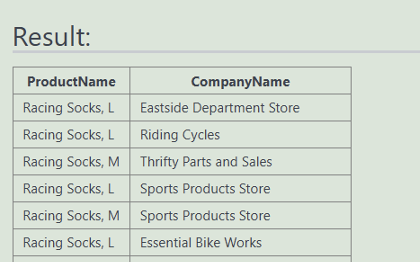 Result:
ProductName CompanyName
Racing Socks, L Eastside Department Store
Racing Socks, L Riding Cycles
Racing Socks, M Thrifty Parts and Sales
Racing Socks, L Sports Products Store
Racing Socks, M Sports Products Store
Racing Socks, L Essential Bike Works